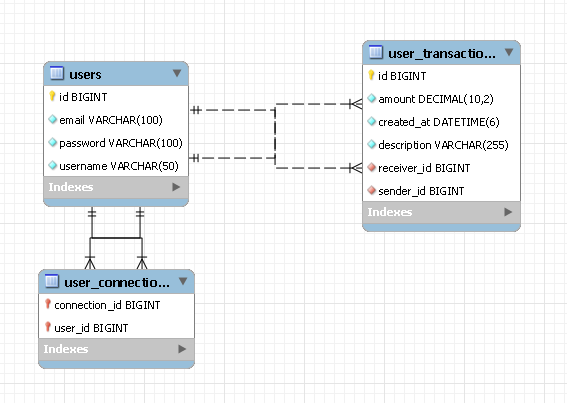 users
id BIGINT
email VARCHAR(100)
password VARCHAR(100)
username VARCHAR(50)
Indexes
user_transactio...
id BIGINT
amount DECIMAL(10,2)
created_at DATETIME(6)
description VARCHAR(255)
receiver_id BIGINT
sender_id BIGINT
Indexes
user_connectio...
connection_id BIGINT
user_id BIGINT
Indexes